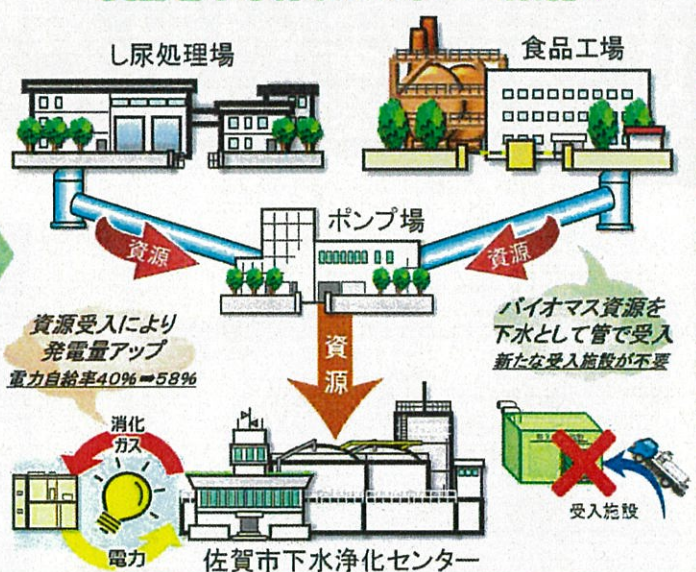 し尿処理場
食品工場
ポンプ場
資源
資源
資源受入により
発電量アップ
電力自給率40%➡58%
バイオマス資源を
下水として管で受入
新たな受入施設が不要
資源
消化
ガス
電力
受入施設
佐賀市下水浄化センター